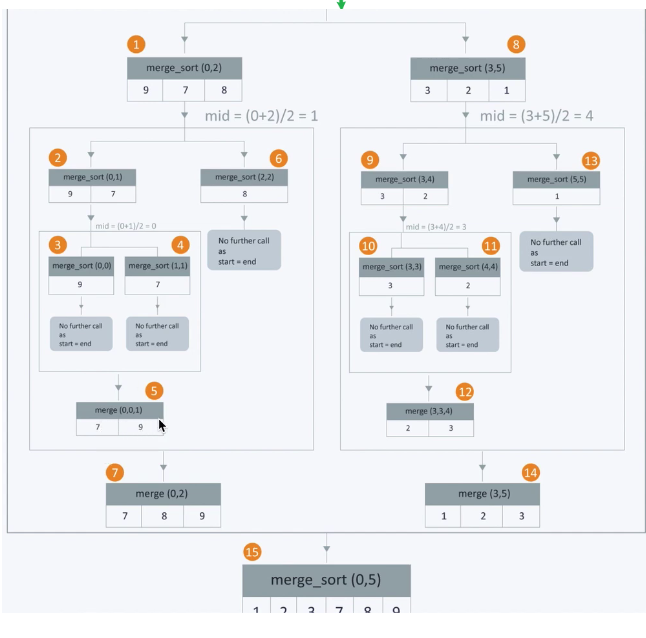 1
merge_sort (0,2)
9 7 8
mid = (0+2)/2 = 1
2
merge_sort (0,1)
9 7
6
merge_sort (2,2)
8
mid = (0+1)/2 = 0
No further call
as
start = end
3
merge_sort (0,0)
9
4
merge_sort (1,1)
7
No further call
as
start = end
No further call
as
start = end
5
merge (0,0,1)
7 9
7
merge (0,2)
7 8 9
8
merge_sort (3,5)
3 2 1
mid = (3+5)/2 = 4
9
merge_sort (3,4)
3 2
13
merge_sort (5,5)
1
mid = (3+4)/2 = 3
No further call
as
start = end
10
merge_sort (3,3)
3
11
merge_sort (4,4)
2
No further call
as
start = end
No further call
as
start = end
12
merge (3,3,4)
2 3
14
merge (3,5)
1 2 3
15
merge_sort (0,5)
1 2 3 7 8 9